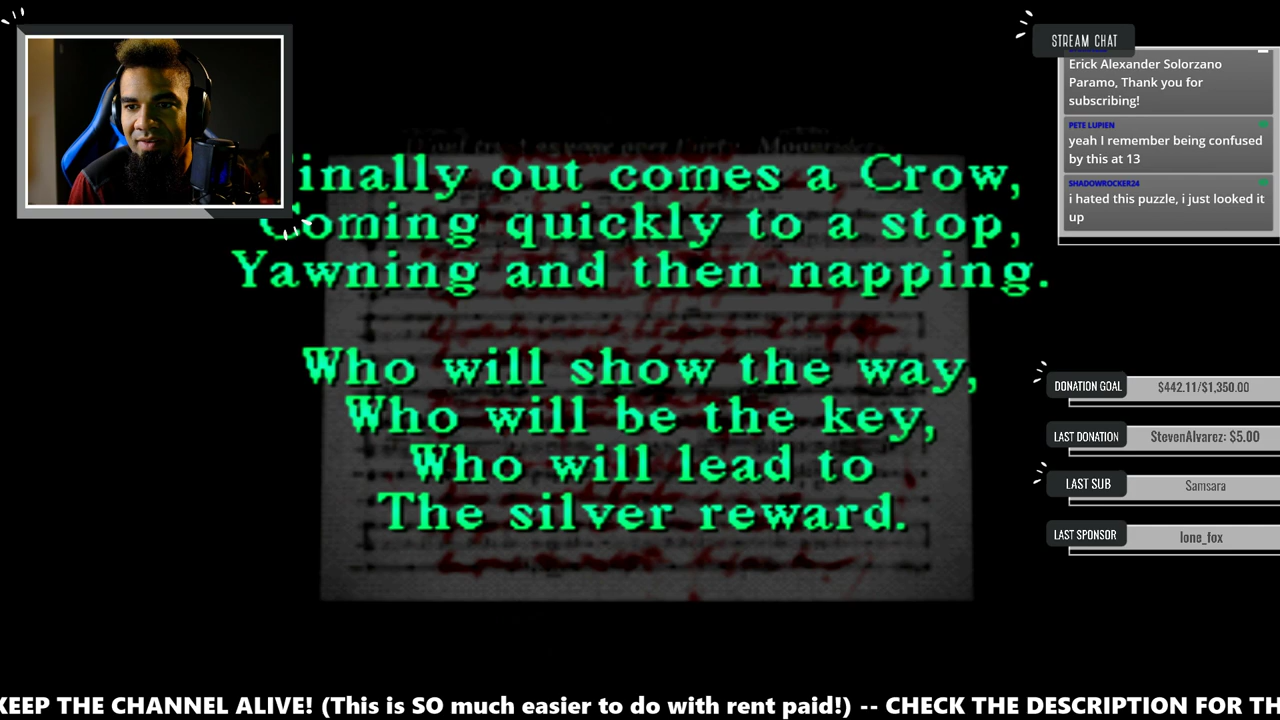 STREAM CHAT
Erick Alexander Solorzano
Paramo, Thank you for
subscribing!
PETE LUPIEN
yeah I remember being confused
by this at 13
SHADOWROCKER24
i hated this puzzle, i just looked it
up
inally out comes a Crow,
Coming quickly to a stop,
Yawning and then napping.
Who will show the way,
Who will be the key,
Who will lead to
The silver reward.
DONATION GOAL $442.11/$1,350.00
LAST DONATION StevenAlvarez: $5.00
LAST SUB Samsara
LAST SPONSOR lone_fox
KEEP THE CHANNEL ALIVE! (This is SO much easier to do with rent paid!) -- CHECK THE DESCRIPTION FOR TH